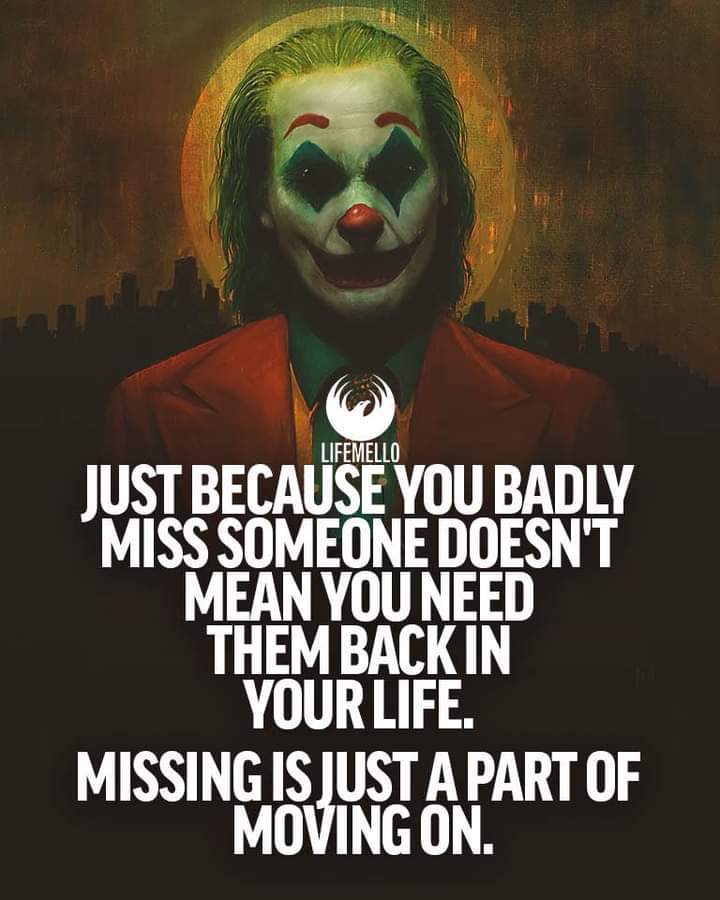 LIFEMELLO
JUST BECAUSE YOU BADLY
MISS SOMEONE DOESN'T
MEAN YOU NEED
THEM BACK IN
YOUR LIFE.
MISSING IS JUST A PART OF
MOVING ON.